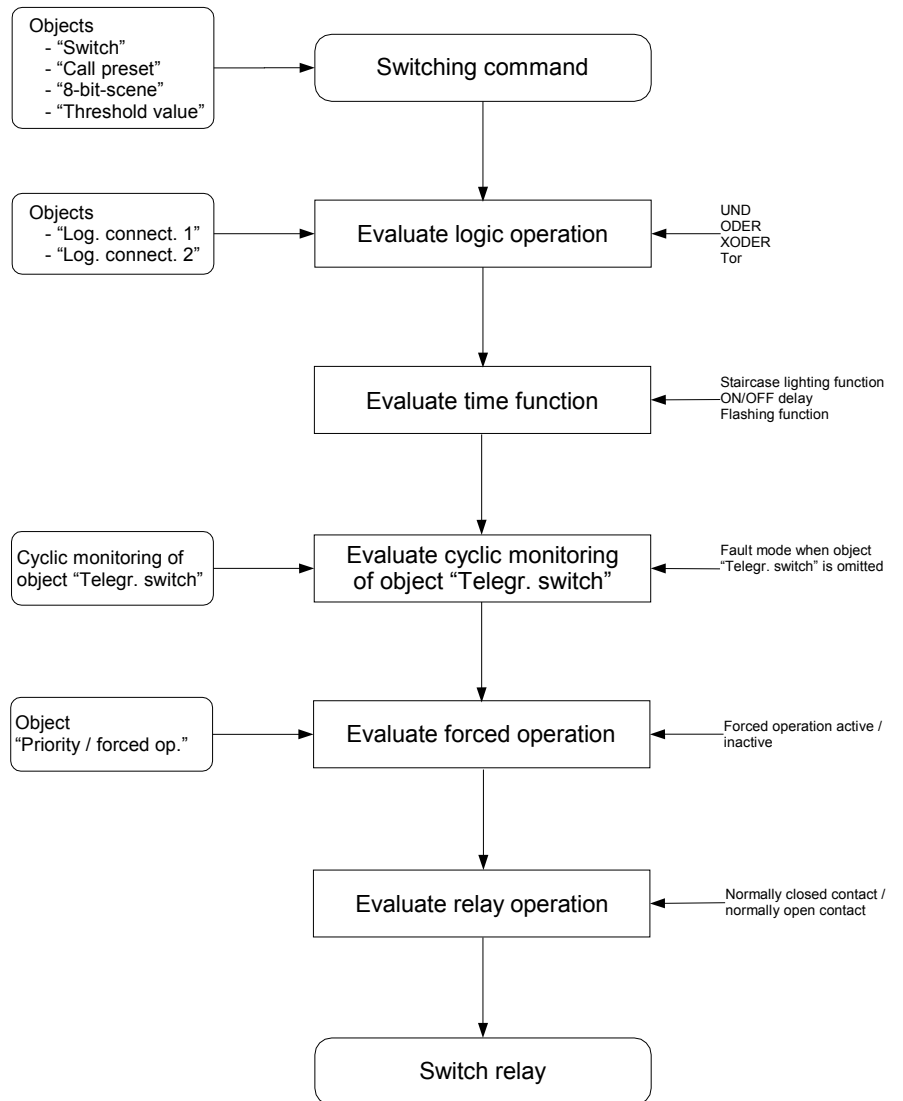 Objects
- “Switch”
- “Call preset”
- “8-bit-scene”
- “Threshold value”
Switching command
Objects
- “Log. connect. 1”
- “Log. connect. 2”
Evaluate logic operation
UND
ODER
XODER
Tor
Evaluate time function
Staircase lighting function
ON/OFF delay
Flashing function
Cyclic monitoring of
object “Telegr. switch”
Evaluate cyclic monitoring
of object “Telegr. switch”
Fault mode when object
“Telegr. switch” is omitted
Object
“Priority / forced op.”
Evaluate forced operation
Forced operation active /
inactive
Evaluate relay operation
Normally closed contact /
normally open contact
Switch relay